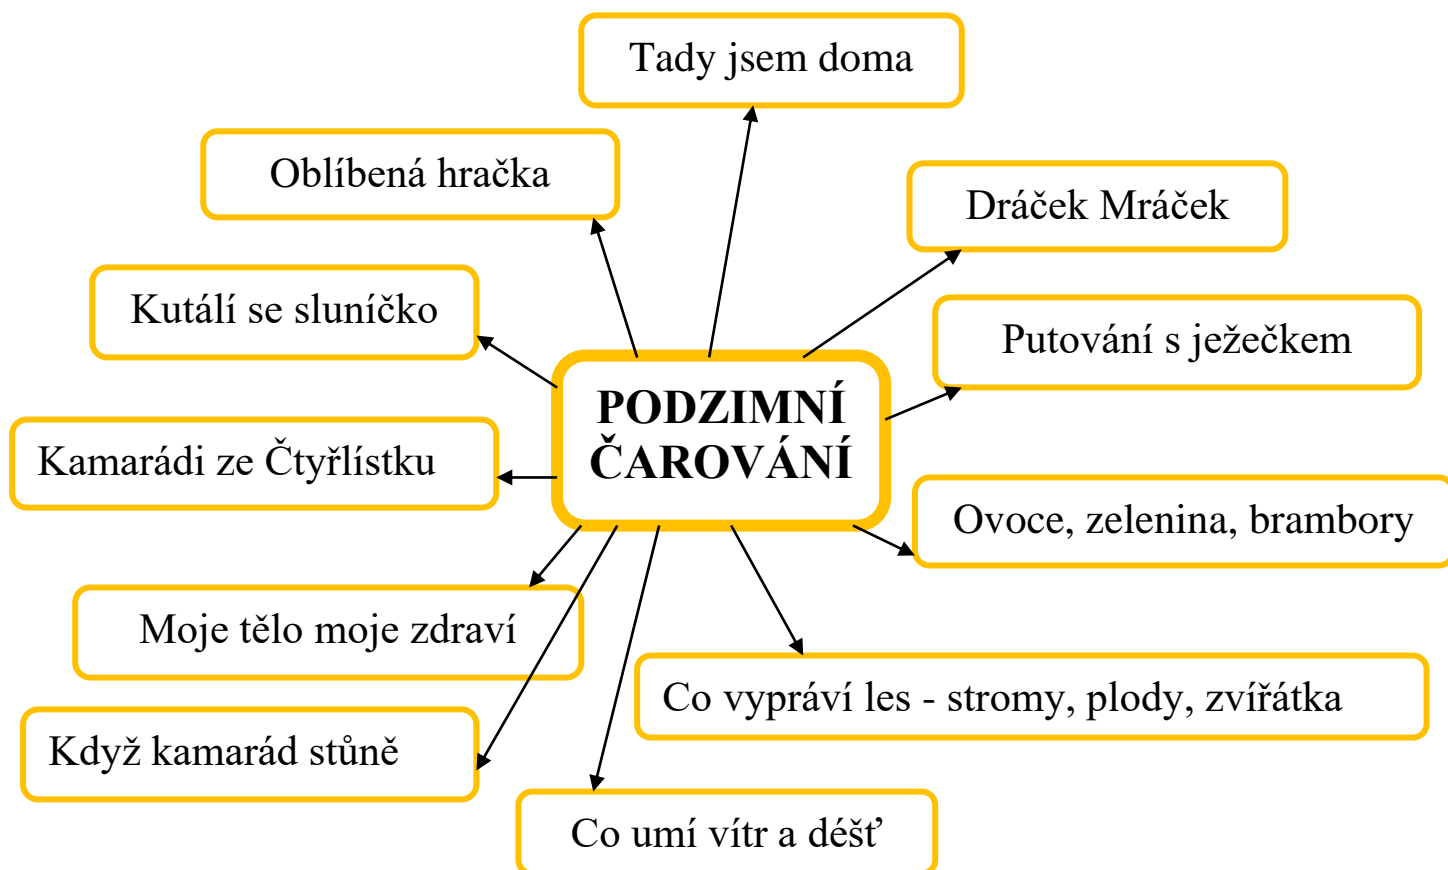 Tady jsem doma
Oblíbená hračka
Dráček Mráček
Kutálí se sluníčko
Putování s ježečkem
PODZIMNÍ
ČAROVÁNÍ
Kamarádi ze Čtyřlístku
Ovoce, zelenina, brambory
Moje tělo moje zdraví
Co vypráví les - stromy, plody, zvířátka
Když kamarád stůně
Co umí vítr a déšť